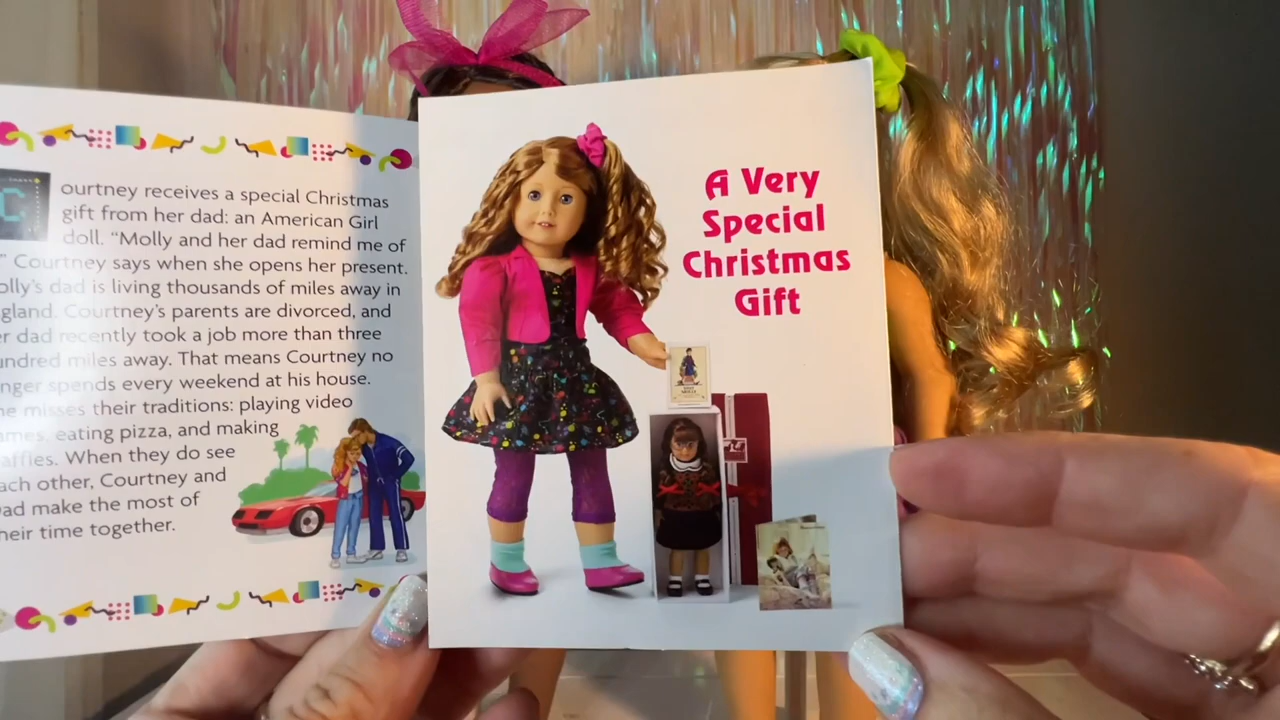 C
ourtney receives a special Christmas
gift from her dad: an American Girl
doll. “Molly and her dad remind me of
” Courtney says when she opens her present.
olly’s dad is living thousands of miles away in
gland. Courtney’s parents are divorced, and
er dad recently took a job more than three
undred miles away. That means Courtney no
nger spends every weekend at his house.
he misses their traditions: playing video
ames, eating pizza, and making
affles. When they do see
ach other, Courtney and
Dad make the most of
heir time together.
A Very
Special
Christmas
Gift
MOLLY